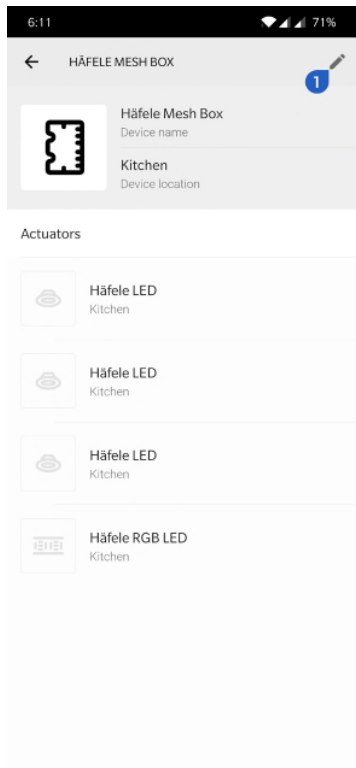 6:11
71%
HÄFELE MESH BOX
1
Häfele Mesh Box
Device name
Kitchen
Device location
Actuators
Häfele LED
Kitchen
Häfele LED
Kitchen
Häfele LED
Kitchen
Häfele RGB LED
Kitchen